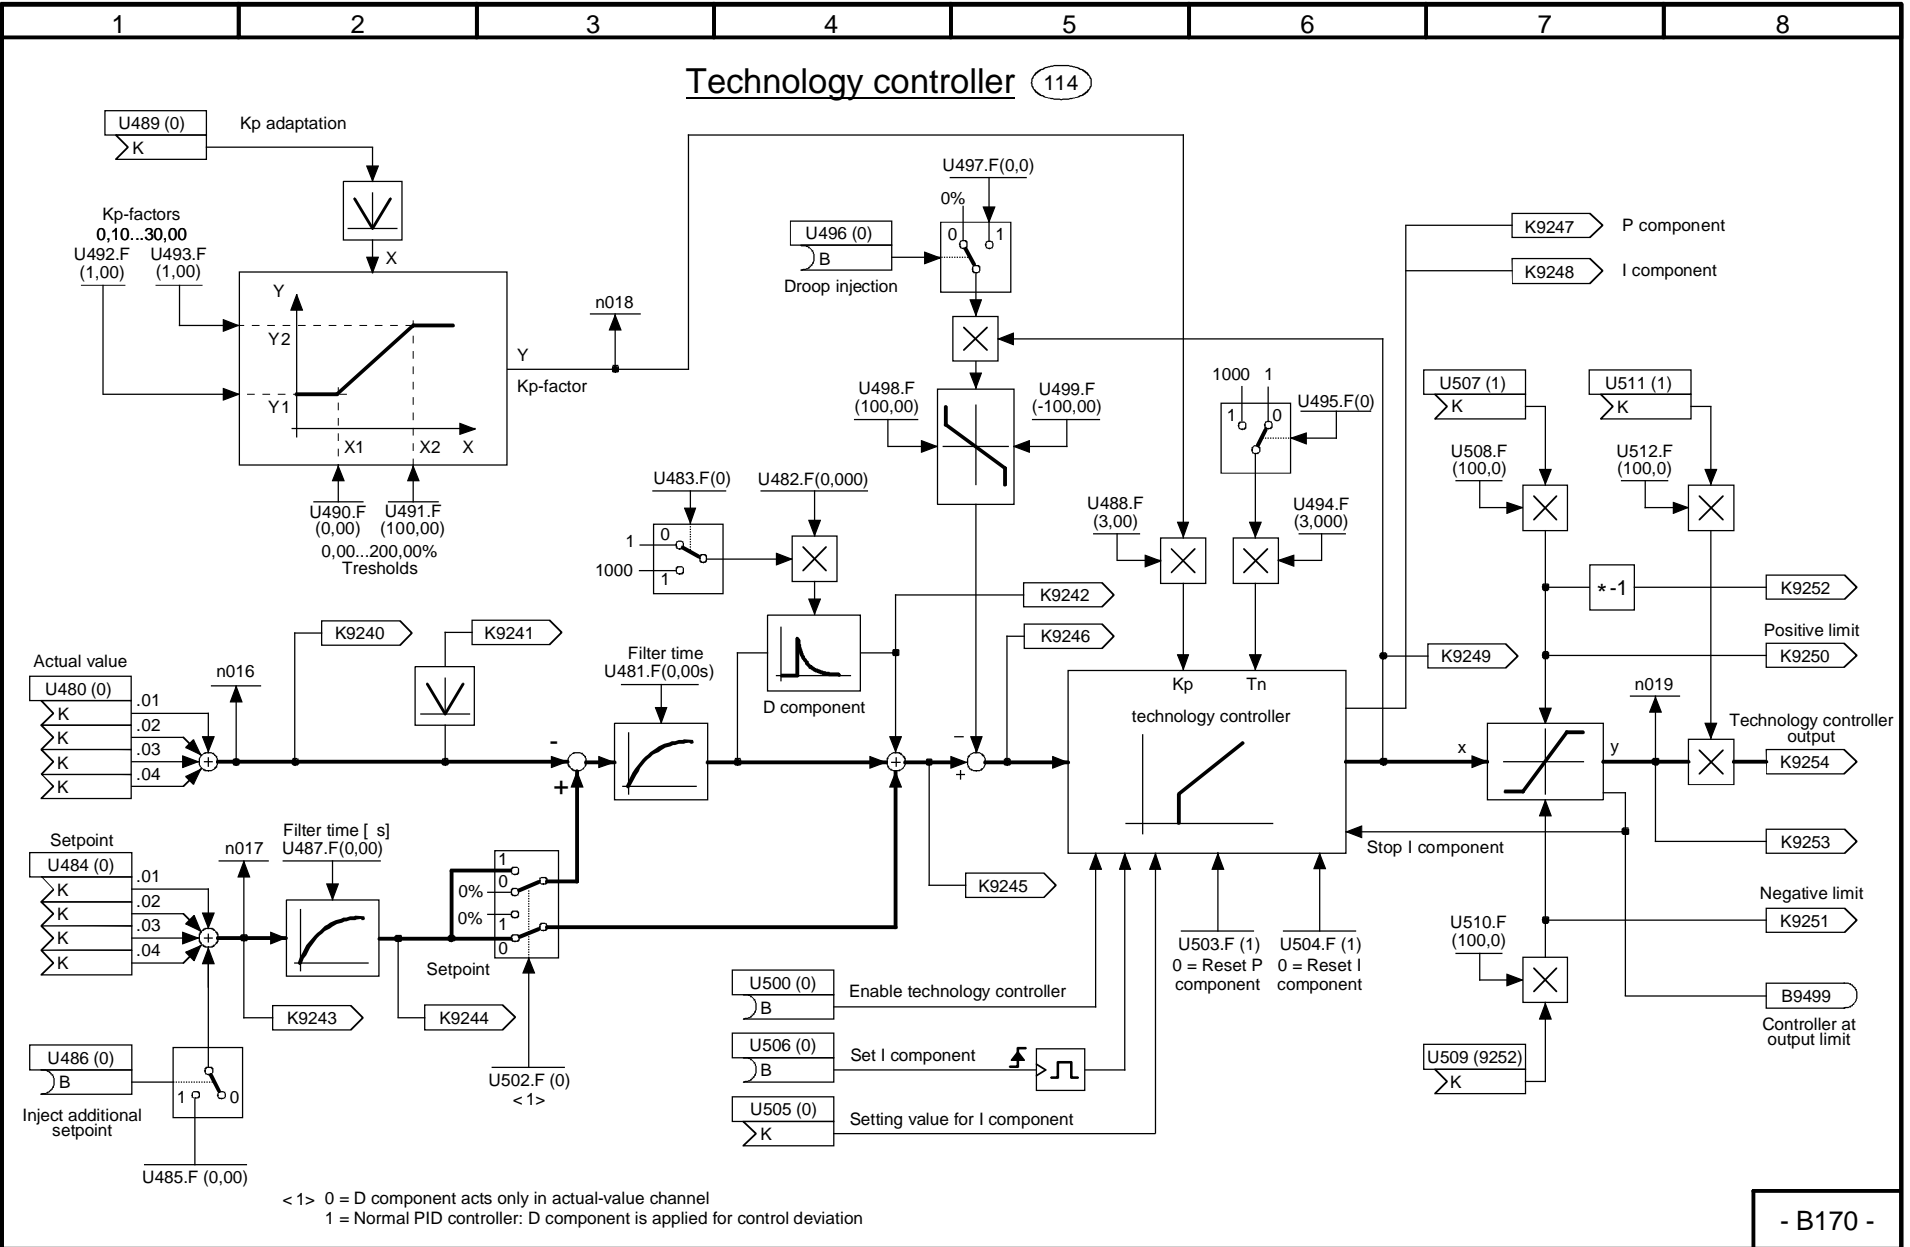 1 2 3 4 5 6 7 8
Technology controller 114
U489 (0)
K
Kp adaptation
X
Kp-factors
0,10...30,00
U492.F
(1,00)
U493.F
(1,00)
Y
Y2
Y1
X1
X2
X
U490.F
(0,00)
U491.F
(100,00)
0,00...200,00%
Tresholds
Y
Kp-factor
n018
U497.F(0,0)
0%
0
1
U496 (0)
B
Droop injection
U498.F
(100,00)
U499.F
(-100,00)
U483.F(0)
1
0
1000
1
U482.F(0,000)
D component
1000 1
1
0
U495.F(0)
U488.F
(3,00)
U494.F
(3,000)
K9247
P component
K9248
I component
U507 (1)
K
U508.F
(100,0)
U511 (1)
K
U512.F
(100,0)
*-1
K9252
Positive limit
K9250
K9242
K9246
K9249
K9240
K9241
Actual value
U480 (0)
K
K
K
K
.01
.02
.03
.04
+
n016
-
+
Filter time
U481.F(0,00s)
+
−
+
Kp
Tn
technology controller
x
y
n019
Technology controller
output
K9254
K9253
Stop I component
Setpoint
U484 (0)
K
K
K
K
.01
.02
.03
.04
+
n017
Filter time [ s]
U487.F(0,00)
1
0
0%
0%
1
0
Setpoint
K9243
K9244
K9245
U502.F (0)
<1>
U486 (0)
B
Inject additional
setpoint
1
0
U485.F (0,00)
U500 (0)
B
Enable technology controller
U506 (0)
B
Set I component
U505 (0)
K
Setting value for I component
U503.F (1)
0 = Reset P
component
U504.F (1)
0 = Reset I
component
U510.F
(100,0)
U509 (9252)
K
Negative limit
K9251
B9499
Controller at
output limit
<1> 0 = D component acts only in actual-value channel
1 = Normal PID controller: D component is applied for control deviation
- B170 -